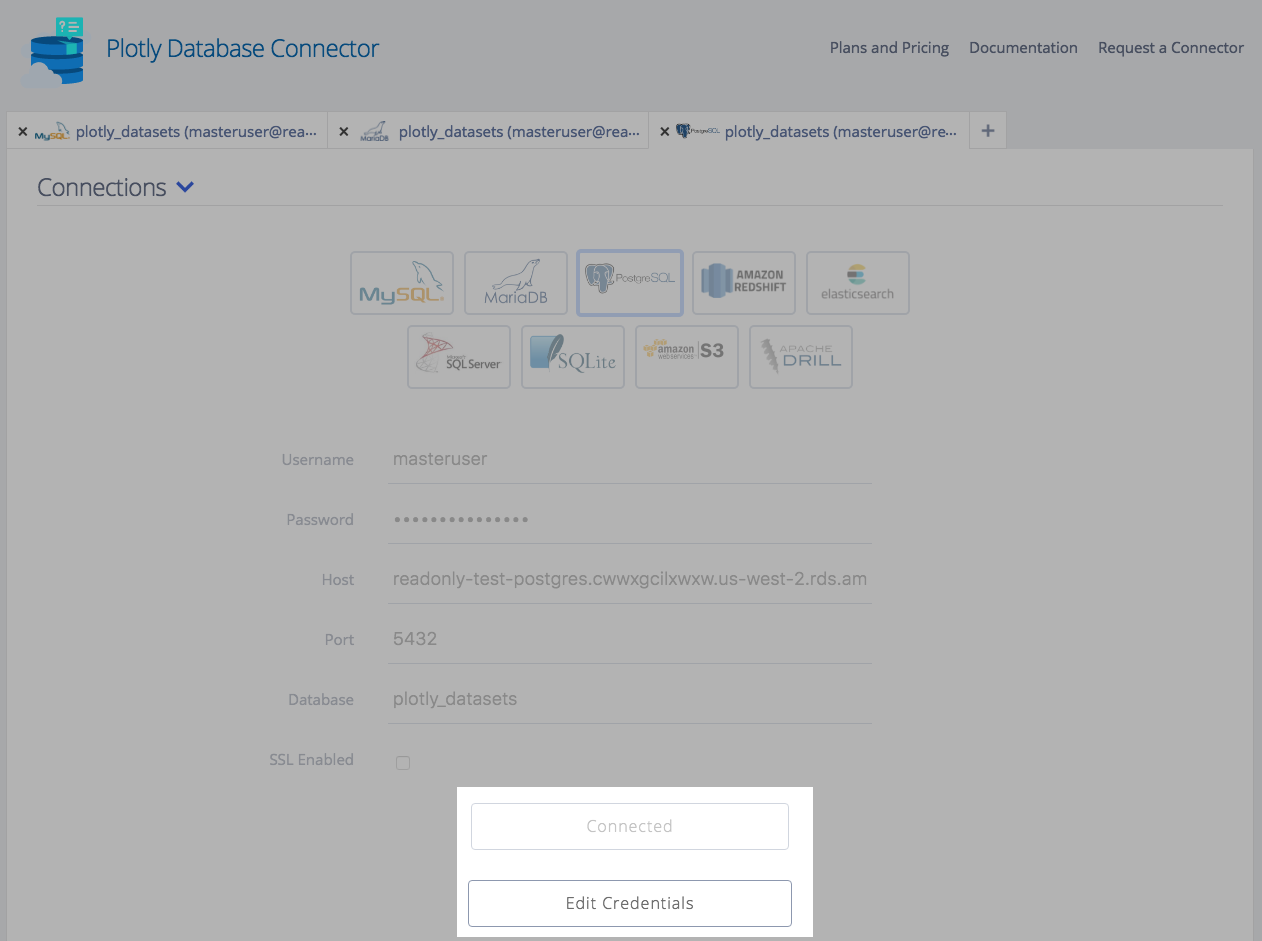 Plotly Database Connector
Plans and Pricing Documentation Request a Connector
× MySQL plotly_datasets (masteruser@rea... × MariaDB plotly_datasets (masteruser@rea... × PostgreSQL plotly_datasets (masteruser@re... +
Connections
MySQL MariaDB PostgreSQL AMAZON REDSHIFT elasticsearch
Microsoft SQL Server SQLite amazon web services S3 APACHE DRILL
Username masteruser
Password •••••••••••••••
Host readonly-test-postgres.cwwxgcilxwxw.us-west-2.rds.am
Port 5432
Database plotly_datasets
SSL Enabled
Connected
Edit Credentials